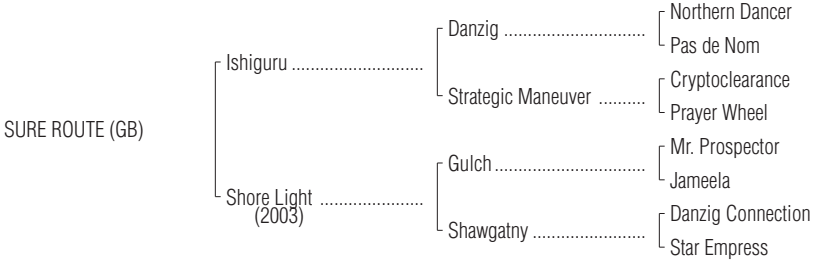 Northern Dancer
Danzig ...............................
Pas de Nom
Ishiguru .............................
Cryptoclearance
Strategic Maneuver ..........
Prayer Wheel
SURE ROUTE (GB)
Mr. Prospector
Gulch.................................
Jameela
Shore Light .......................
(2003)
Danzig Connection
Shawgatny .........................
Star Empress